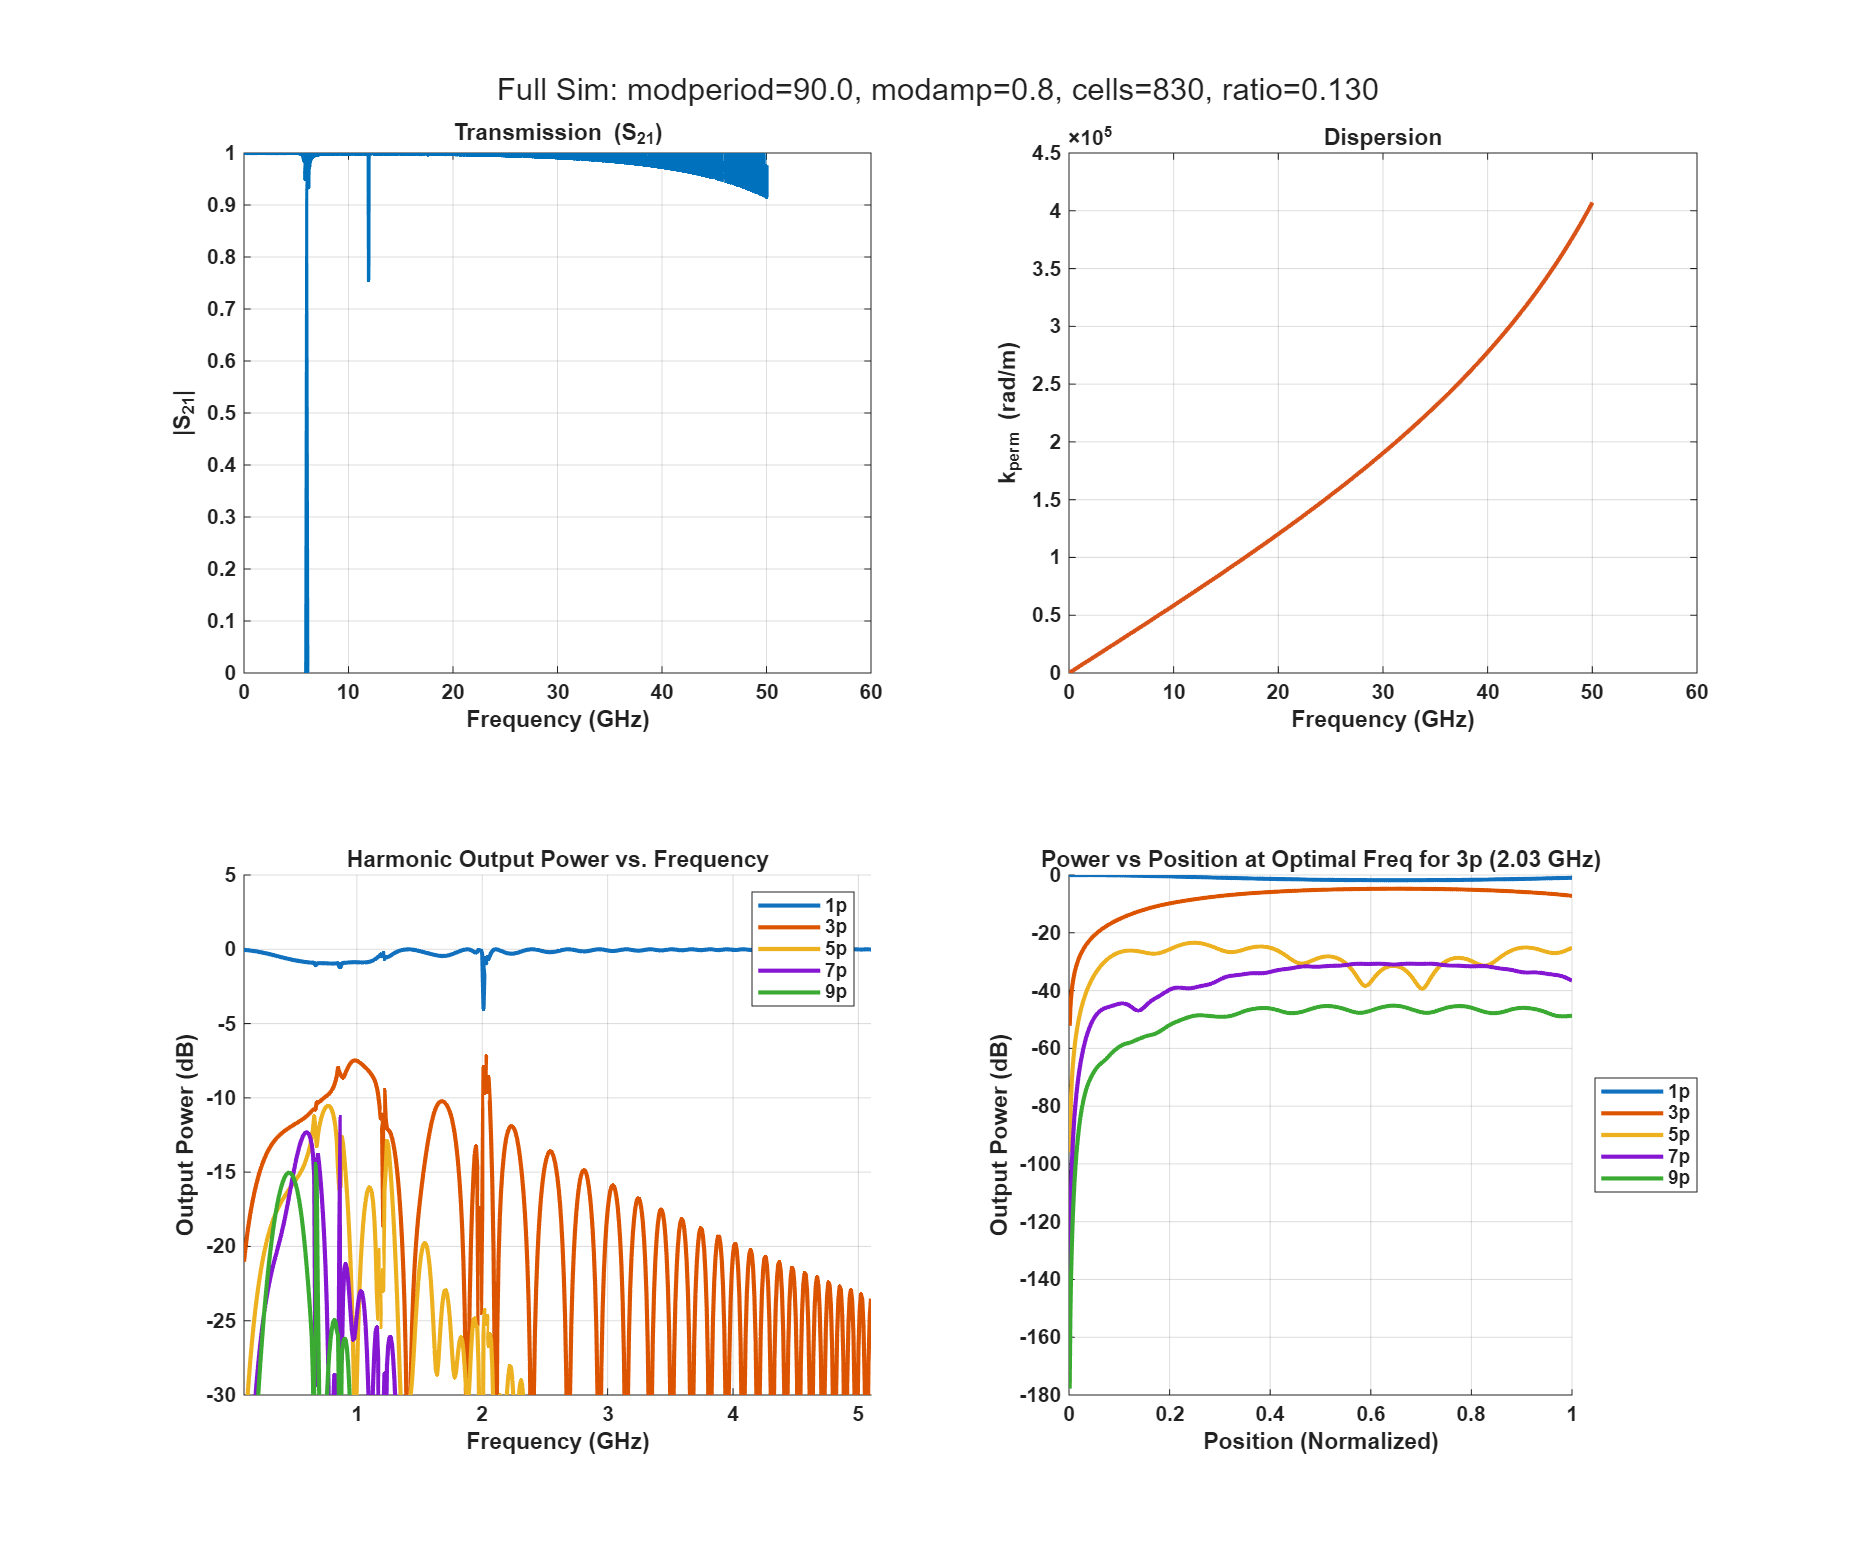 Full Sim: modperiod=90.0, modamp=0.8, cells=830, ratio=0.130
Transmission (S21)
1
0.9
0.8
0.7
0.6
0.5
0.4
0.3
0.2
0.1
0
0 10 20 30 40 50 60
Frequency (GHz)
|S21|
×10^5
Dispersion
4.5
4
3.5
3
2.5
2
1.5
1
0.5
0
0 10 20 30 40 50 60
Frequency (GHz)
kperm (rad/m)
Harmonic Output Power vs. Frequency
5
0
-5
-10
-15
-20
-25
-30
1 2 3 4 5
Frequency (GHz)
Output Power (dB)
1p
3p
5p
7p
9p
Power vs Position at Optimal Freq for 3p (2.03 GHz)
0
-20
-40
-60
-80
-100
-120
-140
-160
-180
0 0.2 0.4 0.6 0.8 1
Position (Normalized)
Output Power (dB)
1p
3p
5p
7p
9p